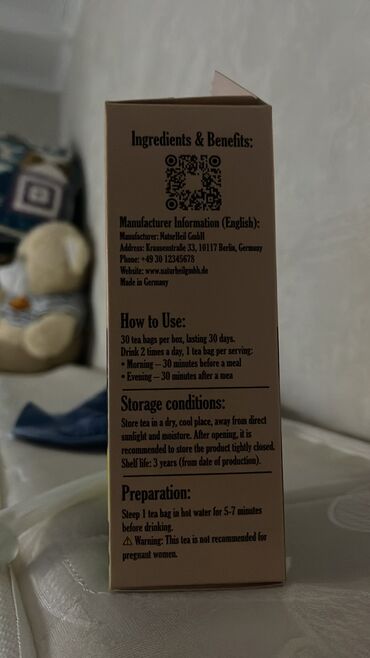 Ingredients & Benefits:
Manufacturer Information (English):
Manufacturer: NaturHeil GmbH
Address: Kronsenstraße 33, 10117 Berlin, Germany
Phone: +49 30 12345678
Website: www.naturheilgmbh.de
Made in Germany
How to Use:
30 tea bags per box, lasting 30 days.
Drink 2 times a day, 1 tea bag per serving:
• Morning – 30 minutes before a meal
• Evening – 30 minutes after a mea
Storage conditions:
Store tea in a dry, cool place, away from direct
sunlight and moisture. After opening, it is
recommended to store the product tightly closed.
Shelf life: 3 years (from date of production).
Preparation:
Steep 1 tea bag in hot water for 5-7 minutes
before drinking.
⚠ Warning: This tea is not recommended for
pregnant women.